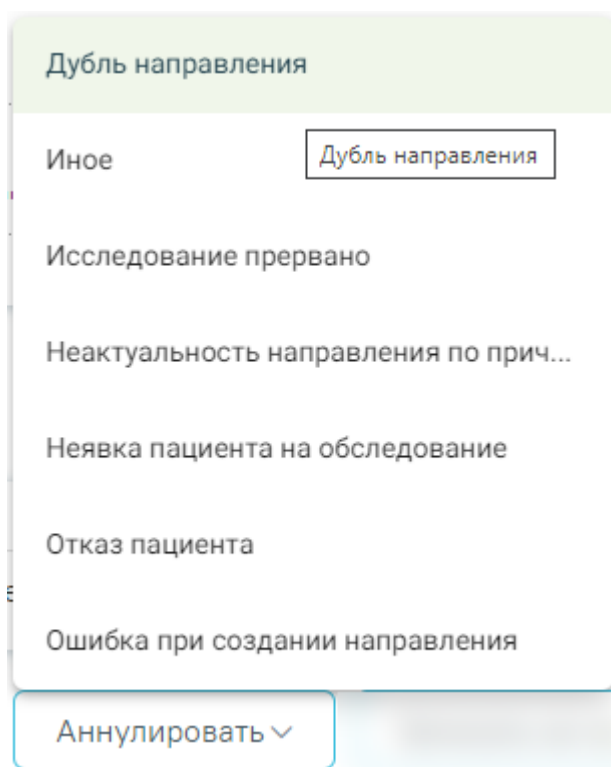 Дубль направления
Иное
Дубль направления
Исследование прервано
Неактуальность направления по прич...
Неявка пациента на обследование
Отказ пациента
Ошибка при создании направления
Аннулировать